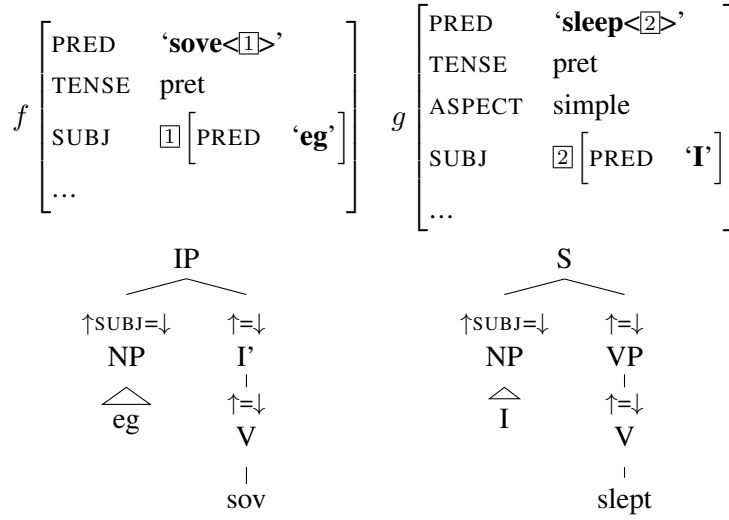 f [ PRED ‘sove<1>’
TENSE pret
SUBJ 1 [ PRED ‘eg’ ]
... ]
g [ PRED ‘sleep<2>’
TENSE pret
ASPECT simple
SUBJ 2 [ PRED ‘I’ ]
... ]
IP
↑SUBJ=↓ ↑=↓
NP I’
↑=↓
eg
V
sov
S
↑SUBJ=↓ ↑=↓
NP VP
↑=↓
I
V
slept